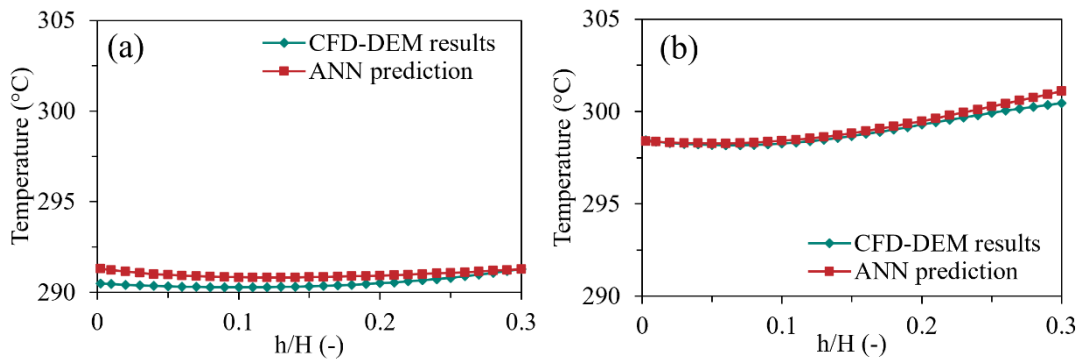 (a)
CFD-DEM results
ANN prediction
Temperature (°C)
305
300
295
290
0
0.1
0.2
0.3
h/H (-)
(b)
CFD-DEM results
ANN prediction
Temperature (°C)
305
300
295
290
0
0.1
0.2
0.3
h/H (-)